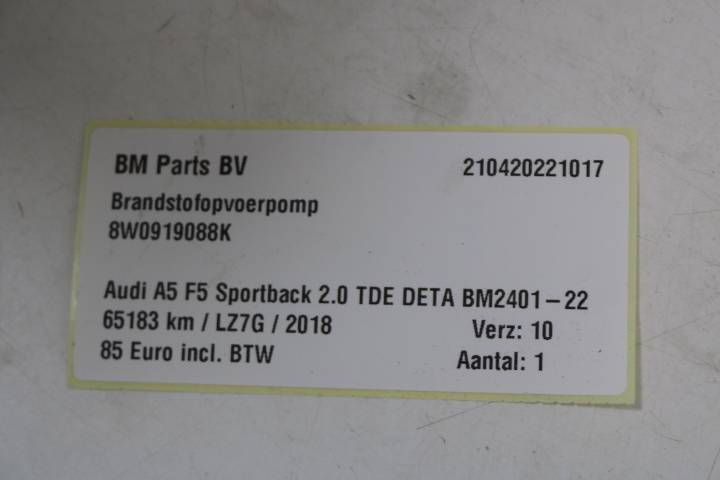 BM Parts BV 210420221017
Brandstofopvoerpomp
8W0919088K
Audi A5 F5 Sportback 2.0 TDE DETA BM2401-22
65183 km / LZ7G / 2018 Verz: 10
85 Euro incl. BTW Aantal: 1